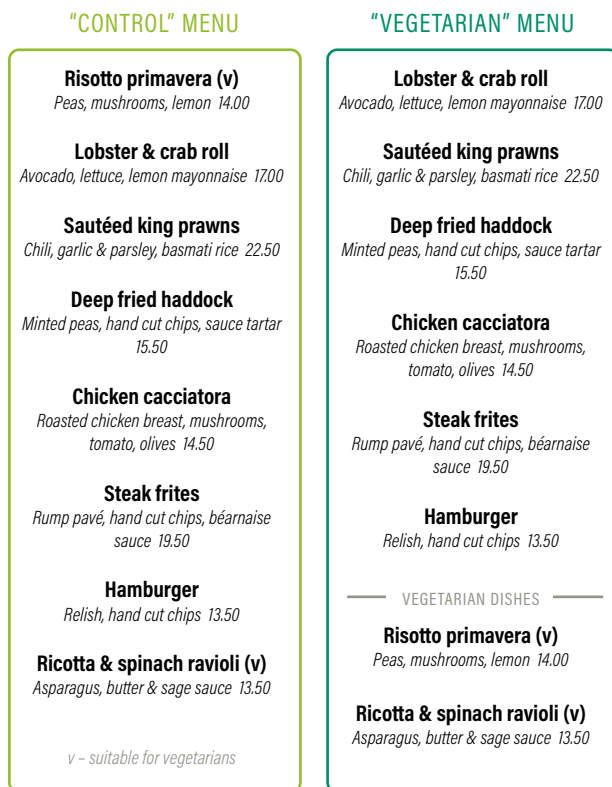 “CONTROL” MENU
Risotto primavera (v)
Peas, mushrooms, lemon 14.00
Lobster & crab roll
Avocado, lettuce, lemon mayonnaise 17.00
Sautéed king prawns
Chili, garlic & parsley, basmati rice 22.50
Deep fried haddock
Minted peas, hand cut chips, sauce tartar
15.50
Chicken cacciatora
Roasted chicken breast, mushrooms,
tomato, olives 14.50
Steak frites
Rump pavé, hand cut chips, béarnaise
sauce 19.50
Hamburger
Relish, hand cut chips 13.50
Ricotta & spinach ravioli (v)
Asparagus, butter & sage sauce 13.50
v – suitable for vegetarians
“VEGETARIAN” MENU
Lobster & crab roll
Avocado, lettuce, lemon mayonnaise 17.00
Sautéed king prawns
Chili, garlic & parsley, basmati rice 22.50
Deep fried haddock
Minted peas, hand cut chips, sauce tartar
15.50
Chicken cacciatora
Roasted chicken breast, mushrooms,
tomato, olives 14.50
Steak frites
Rump pavé, hand cut chips, béarnaise
sauce 19.50
Hamburger
Relish, hand cut chips 13.50
VEGETARIAN DISHES
Risotto primavera (v)
Peas, mushrooms, lemon 14.00
Ricotta & spinach ravioli (v)
Asparagus, butter & sage sauce 13.50